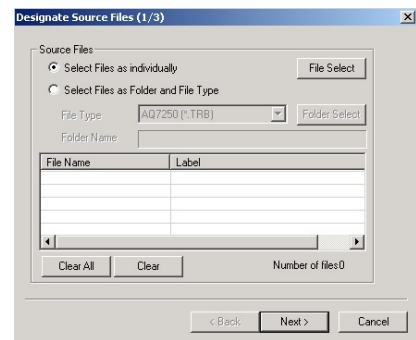 Designate Source Files (1/3)
Source Files
Select Files as individually
File Select
Select Files as Folder and File Type
File Type
AQ7250 (*.TRB)
Folder Select
Folder Name
File Name Label
Clear All Clear Number of files0
< Back Next > Cancel